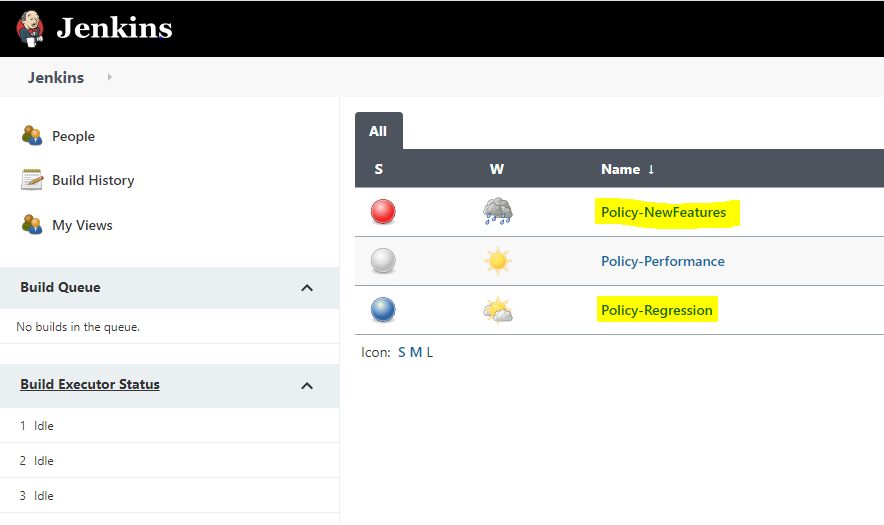 Jenkins
Jenkins
People
Build History
My Views
Build Queue
No builds in the queue.
Build Executor Status
1 Idle
2 Idle
3 Idle
All
S W Name ↓
Policy-NewFeatures
Policy-Performance
Policy-Regression
Icon: S M L